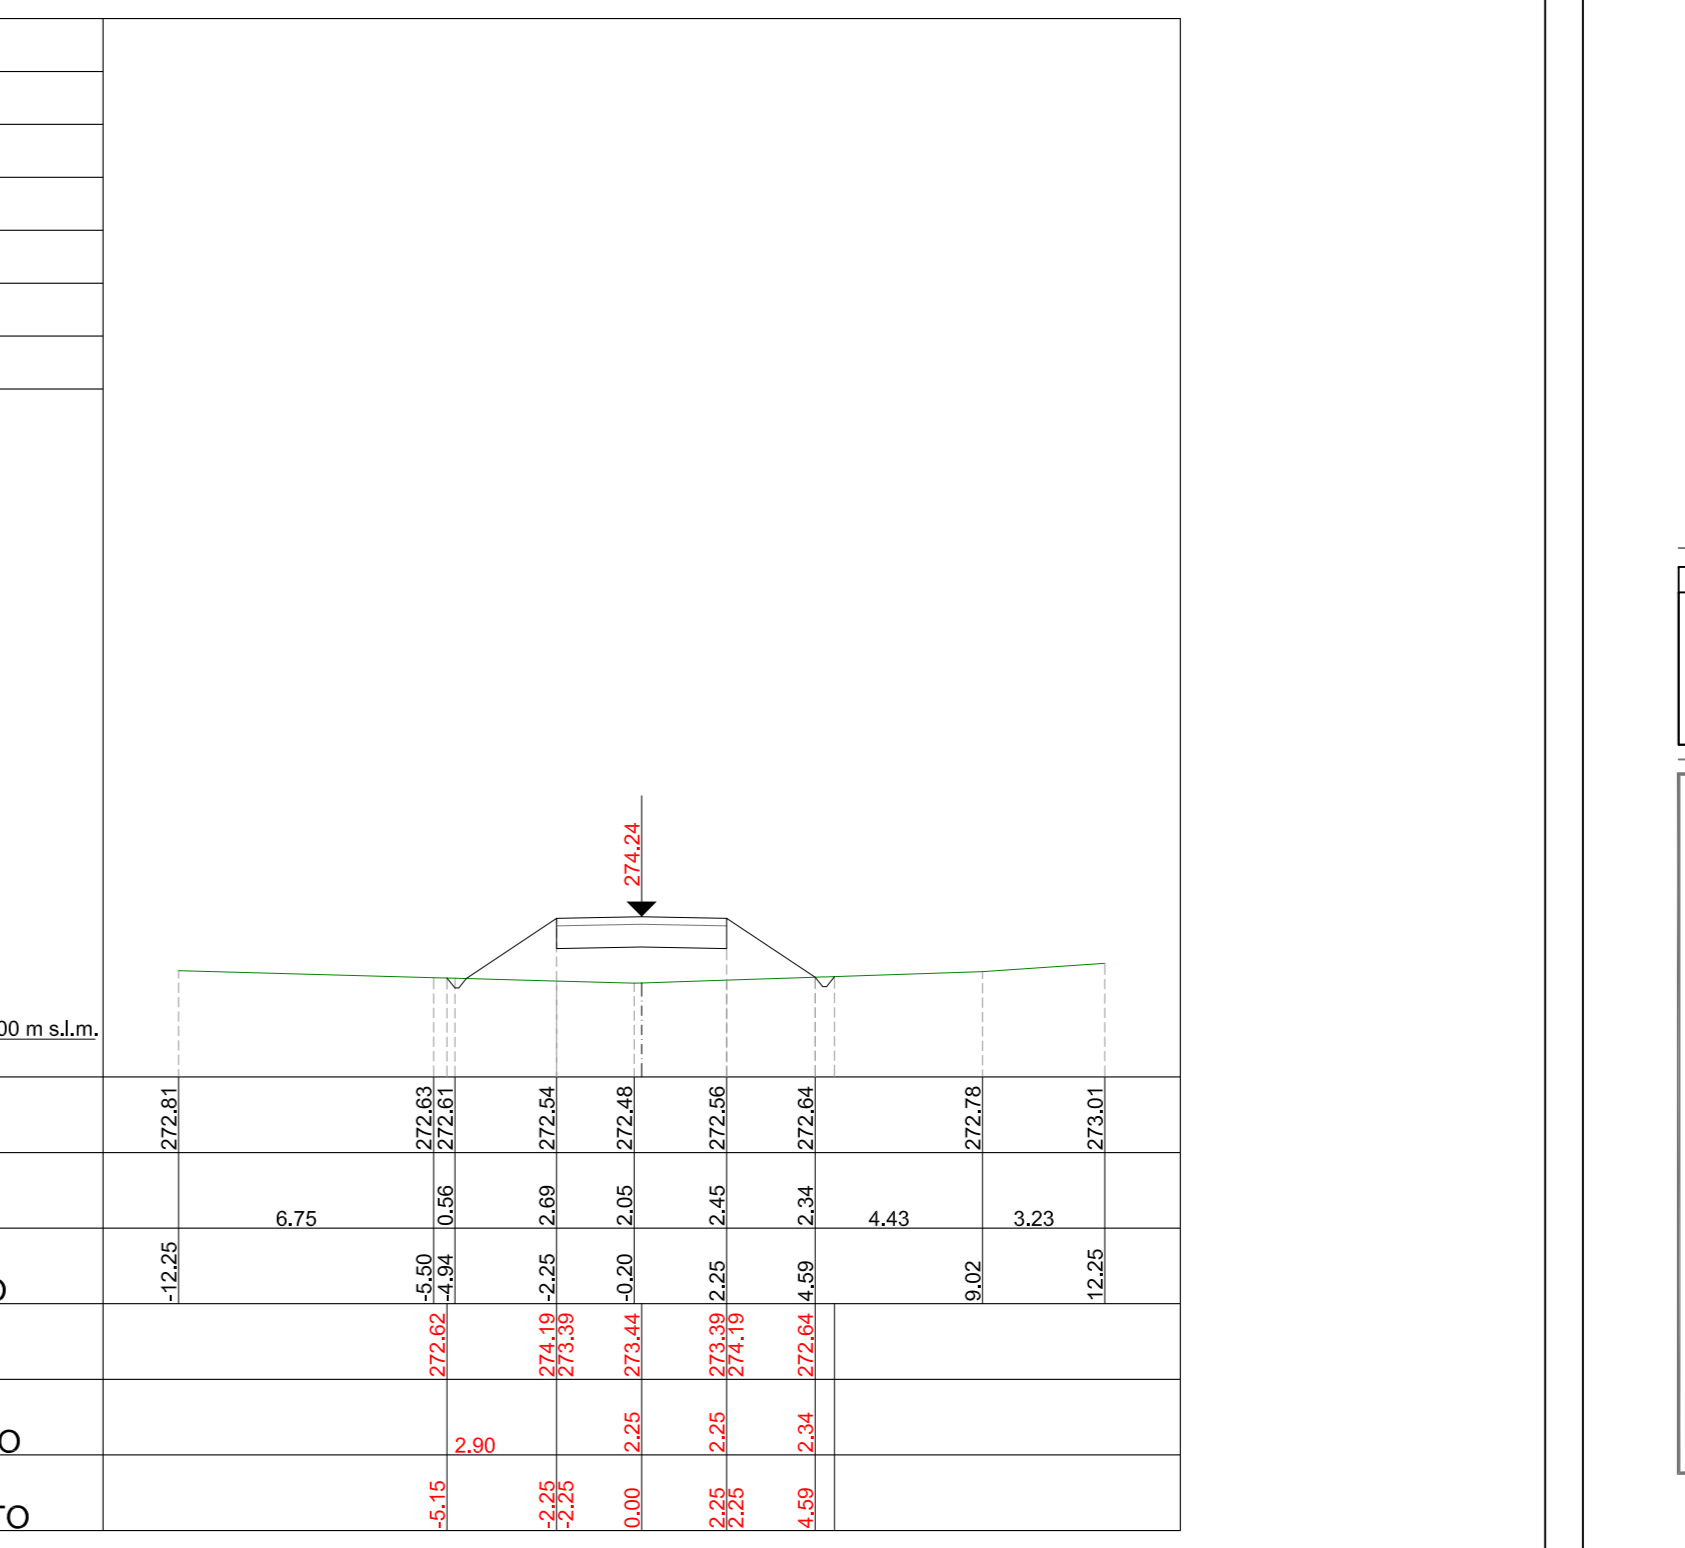 274.24
00 m s.l.m.
272.81 272.63 272.61 272.54 272.48 272.56 272.64 272.78 273.01
6.75 0.56 2.69 2.05 2.45 2.34 4.43 3.23
O -12.25 -5.50 -4.94 -2.25 -0.20 2.25 4.59 9.02 12.25
272.62 274.19 273.39 273.44 273.39 274.19 272.64
O 2.90 2.25 2.25 2.34
TO -5.15 -2.25 -2.25 0.00 2.25 2.25 4.59